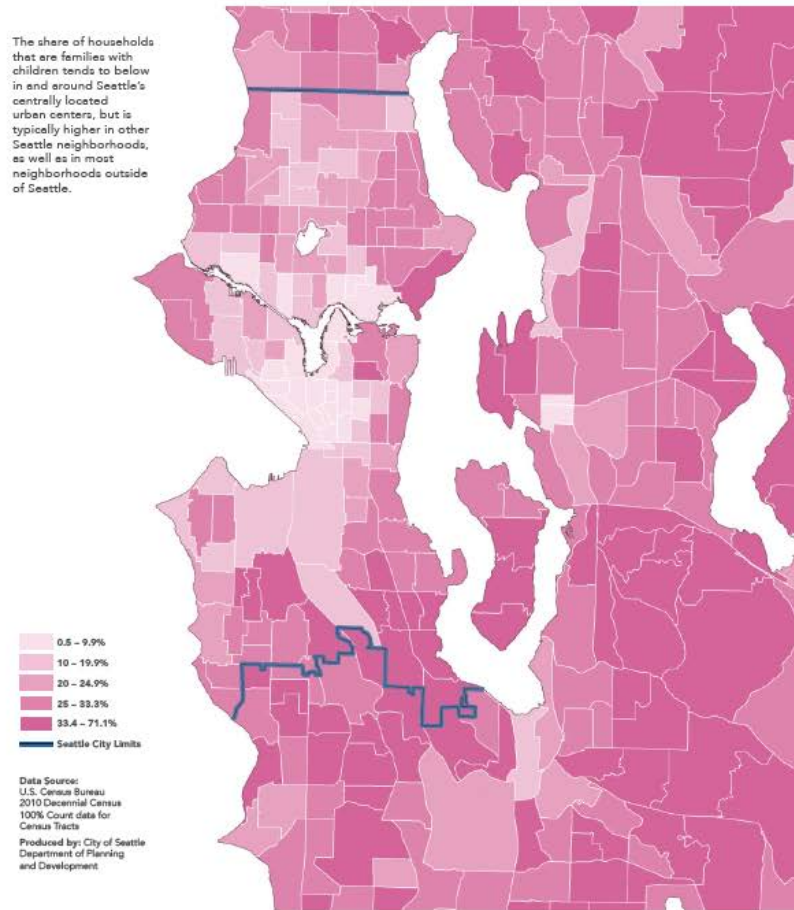 The share of households
that are families with
children tends to below
in and around Seattle's
centrally located
urban centers, but is
typically higher in other
Seattle neighborhoods,
as well as in most
neighborhoods outside
of Seattle.
0.5 – 9.9%
10 – 19.9%
20 – 24.9%
25 – 33.3%
33.4 – 71.1%
Seattle City Limits
Data Source:
U.S. Census Bureau
2010 Decennial Census
100% Count data for
Census Tracts
Produced by: City of Seattle
Department of Planning
and Development